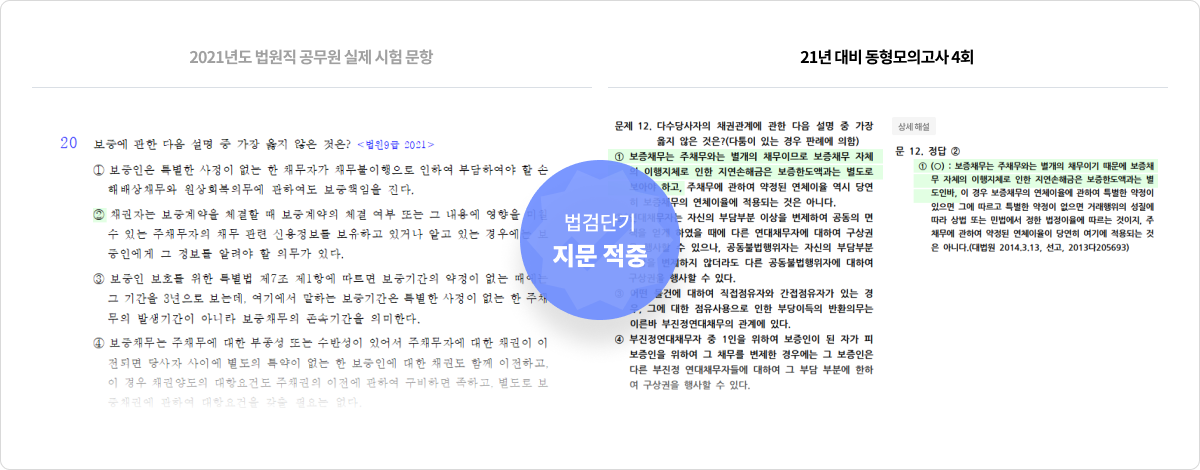 2021년도 법원직 공무원 실제 시험 문항
20 보증에 관한 다음 설명 중 가장 옳지 않은 것은? <법원9급 2021>
① 보증인은 특별한 사정이 없는 한 채무자가 채무불이행으로 인하여 부담하여야 할 손
해배상채무와 원상회복의무에 관하여도 보증책임을 진다.
② 채권자는 보증계약을 체결할 때 보증계약의 체결 여부 또는 그 내용에 영향을
수 있는 주채무자의 채무 관련 신용정보를 보유하고 있거나 알고 있는 경우에는
증인에게 그 정보를 알려야 할 의무가 있다.
③ 보증인 보호를 위한 특별법 제7조 제1항에 따르면 보증기간의 약정이 없는 때에는
그 기간을 3년으로 보는데, 여기에서 말하는 보증기간은 특별한 사정이 없는 한 주채
무의 발생기간이 아니라 보증채무의 존속기간을 의미한다.
④ 보증채무는 주채무에 대한 부종성 또는 수반성이 있어서 주채무자에 대한 채권이 이
전되면 당사자 사이에 별도의 특약이 없는 한 보증인에 대한 채권도 함께 이전하고,
이 경우 채권양도의 대항요건도 주채권의 이전에 관하여 구비하면 족하고, 별도로 보
증채권에 관하여 대항요건을 갖출 필요는 없다.
법검단기
지문 적중
21년 대비 동형모의고사 4회
문제 12. 다수당사자의 채권관계에 관한 다음 설명 중 가장
옳지 않은 것은?(다툼이 있는 경우 판례에 의함)
① 보증채무는 주채무와는 별개의 채무이므로 보증채무 자체
의 이행지체로 인한 지연손해금은 보증한도액과는 별도로
하고, 주채무에 관하여 약정된 연체율 역시 당연
히 보증채무의 연체이율에 적용되는 것은 아니다.
자는 자신의 부담부분 이상을 변제하여 공동의 면
하였을 때에 다른 연대채무자에 대하여 구상권
수 있으나, 공동불법행위자는 자신의 부담부분
하지 않더라도 다른 공동불법행위자에 대하여
구상권을 행사할 수 있다.
물건에 대하여 직접점유자와 간접점유자가 있는 경
우, 그에 대한 점유사용으로 인한 부당이득의 반환의무는
이른바 부진정연대채무의 관계에 있다.
④ 부진정연대채무자 중 1인을 위하여 보증인이 된 자가 피
보증인을 위하여 그 채무를 변제한 경우에는 그 보증인은
다른 부진정 연대채무자들에 대하여 그 부담 부분에 한하
여 구상권을 행사할 수 있다.
상세해설
문 12. 정답 ②
① (○) : 보증채무는 주채무와는 별개의 채무이기 때문에 보증채
무 자체의 이행지체로 인한 지연손해금은 보증한도액과는 별
도인바, 이 경우 보증채무의 연체이율에 관하여 특별한 약정이
있으면 그에 따르고 특별한 약정이 없으면 거래행위의 성질에
따라 상법 또는 민법에서 정한 법정이율에 따르는 것이지, 주
채무에 관하여 약정된 연체이율이 당연히 여기에 적용되는 것
은 아니다.(대법원 2014.3.13, 선고, 2013다205693)